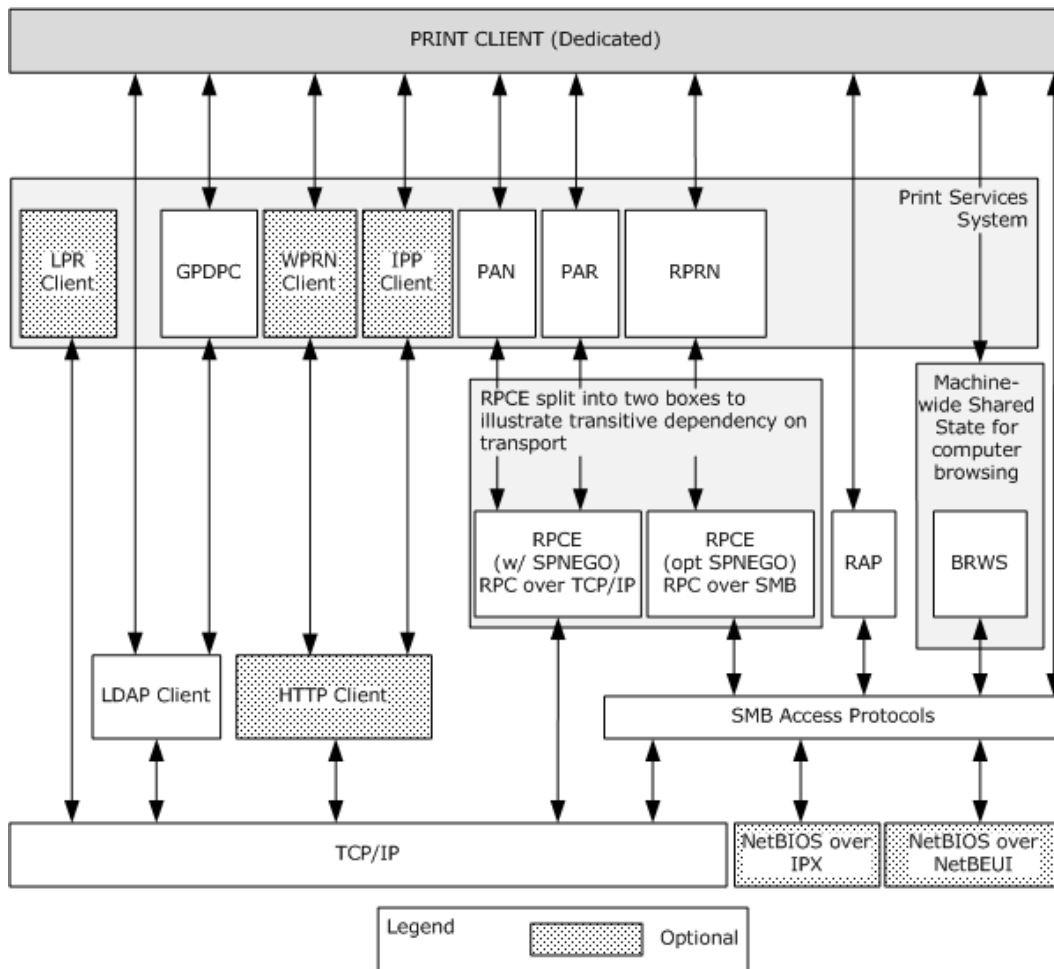 PRINT CLIENT (Dedicated)
Print Services
System
LPR
Client
GPDPC
WPRN
Client
IPP
Client
PAN
PAR
RPRN
RPCE split into two boxes to
illustrate transitive dependency on
transport
Machine-
wide Shared
State for
computer
browsing
RPCE
(w/ SPNEGO)
RPC over TCP/IP
RPCE
(opt SPNEGO)
RPC over SMB
RAP
BRWS
LDAP Client
HTTP Client
SMB Access Protocols
TCP/IP
NetBIOS over
IPX
NetBIOS over
NetBEUI
Legend
Optional